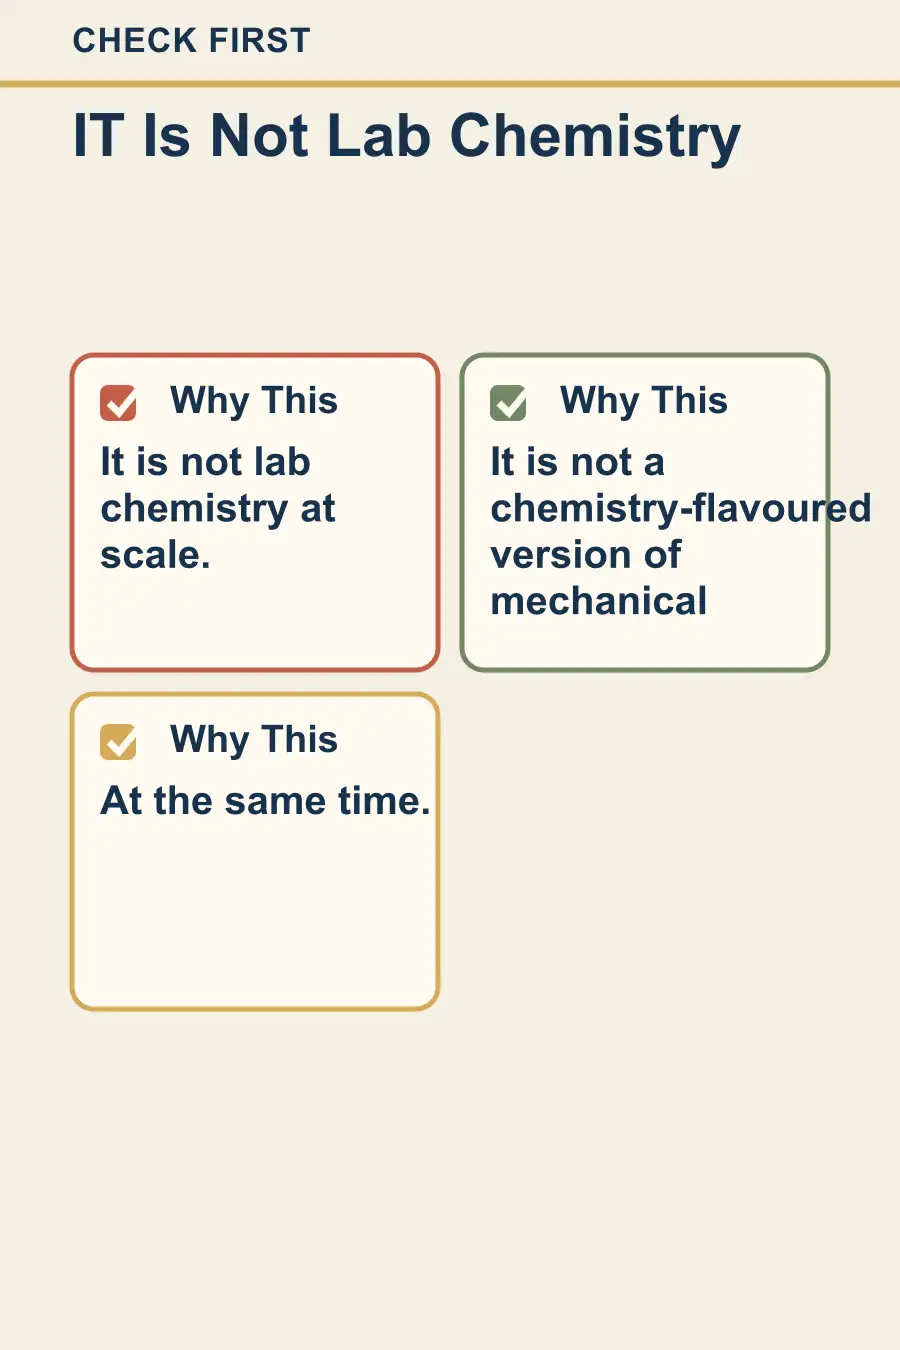 CHECK FIRST
IT Is Not Lab Chemistry
Why This
It is not lab
chemistry at
scale.
Why This
It is not a
chemistry-flavoured
version of
mechanical
Why This
At the same time.